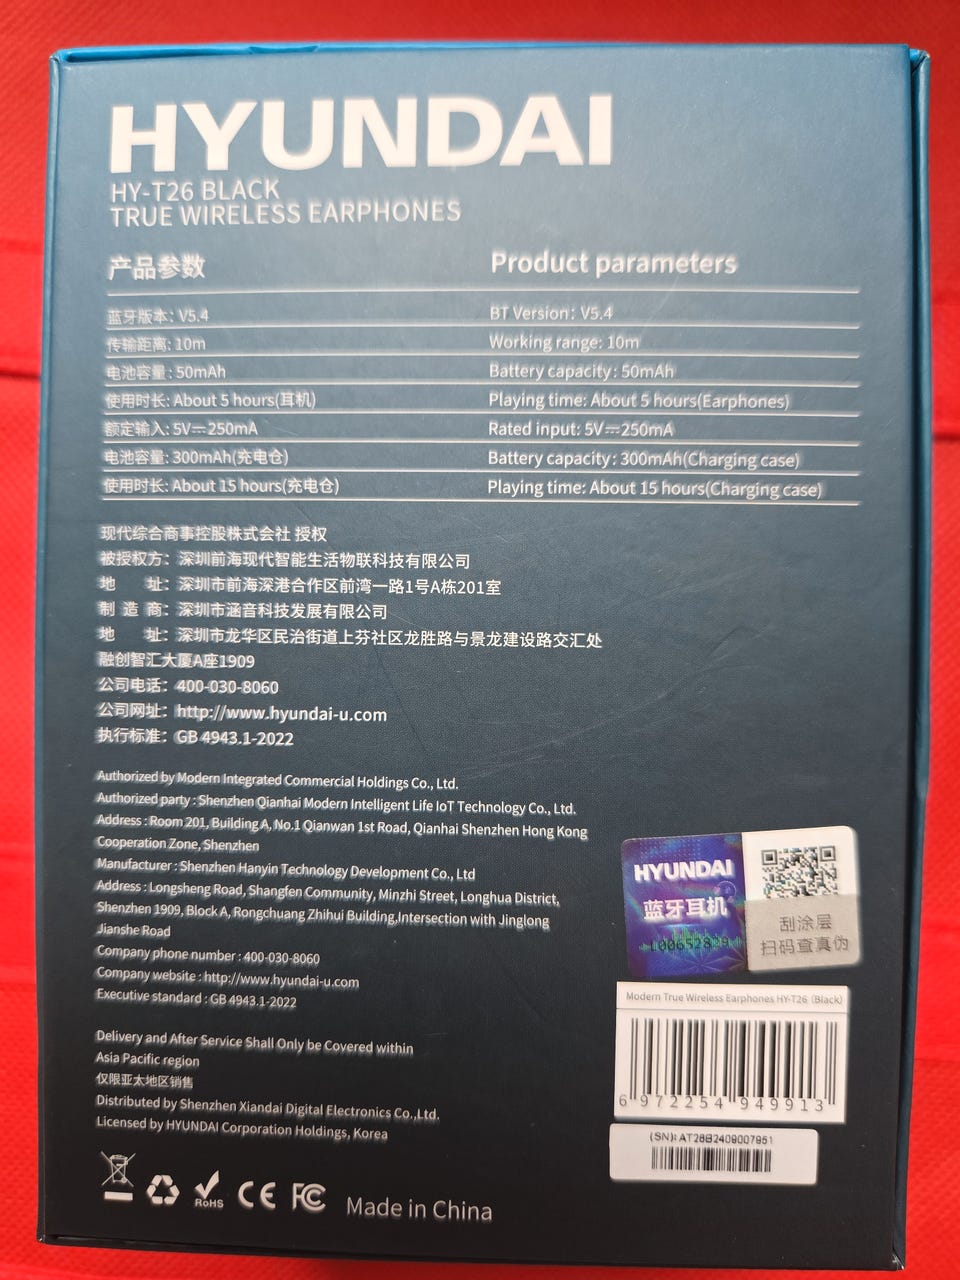 HYUNDAI
HY-T26 BLACK
TRUE WIRELESS EARPHONES
产品参数
Product parameters
蓝牙版本: V5.4
BT Version: V5.4
传输距离: 10m
Working range: 10m
电池容量: 50mAh
Battery capacity: 50mAh
使用时长: About 5 hours(耳机)
Playing time: About 5 hours(Earphones)
额定输入: 5V⎓250mA
Rated input: 5V⎓250mA
电池容量: 300mAh(充电仓)
Battery capacity: 300mAh(Charging case)
使用时长: About 15 hours(充电仓)
Playing time: About 15 hours(Charging case)
现代综合商事控股株式会社 授权
被授权方: 深圳前海现代智能生活物联科技有限公司
地 址: 深圳市前海深港合作区前湾一路1号A栋201室
制 造 商: 深圳市涵音科技发展有限公司
地 址: 深圳市龙华区民治街道上芬社区龙胜路与景龙建设路交汇处
融创智汇大厦A座1909
公司电话: 400-030-8060
公司网址: http://www.hyundai-u.com
执行标准: GB 4943.1-2022
Authorized by Modern Integrated Commercial Holdings Co., Ltd.
Authorized party : Shenzhen Qianhai Modern Intelligent Life IoT Technology Co., Ltd.
Address : Room 201, Building A, No.1 Qianwan 1st Road, Qianhai Shenzhen Hong Kong
Cooperation Zone, Shenzhen
Manufacturer : Shenzhen Hanyin Technology Development Co., Ltd
Address : Longsheng Road, Shangfen Community, Minzhi Street, Longhua District,
Shenzhen 1909, Block A, Rongchuang Zhihui Building,Intersection with Jinglong
Jianshe Road
Company phone number : 400-030-8060
Company website : http://www.hyundai-u.com
Executive standard : GB 4943.1-2022
Delivery and After Service Shall Only be Covered within
Asia Pacific region
仅限亚太地区销售
Distributed by Shenzhen Xiandai Digital Electronics Co.,Ltd.
Licensed by HYUNDAI Corporation Holdings, Korea
RoHS
CE
FC
Made in China
HYUNDAI
蓝牙耳机
刮涂层
扫码查真伪
Modern True Wireless Earphones HY-T26 (Black)
6 972254 949913
(SN): AT26B2409007951